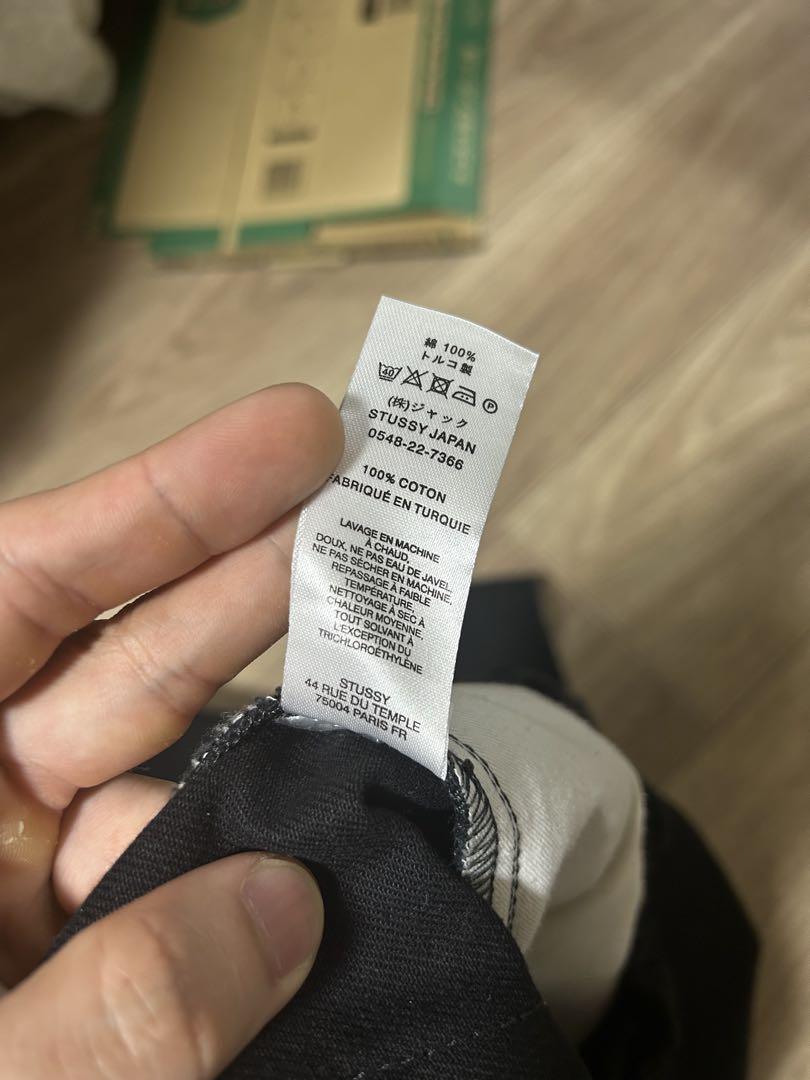 綿 100%
トルコ製
40
P
(株)ジャック
STUSSY JAPAN
0548-22-7366
100% COTON
FABRIQUÉ EN TURQUIE
LAVAGE EN MACHINE
À CHAUD,
DOUX, NE PAS EAU DE JAVEL,
NE PAS SÉCHER EN MACHINE,
REPASSAGE À FAIBLE
TEMPÉRATURE,
NETTOYAGE À SEC À
CHALEUR MOYENNE,
TOUT SOLVANT À
L'EXCEPTION DU
TRICHLOROÉTHYLÈNE
STUSSY
44 RUE DU TEMPLE
75004 PARIS FR